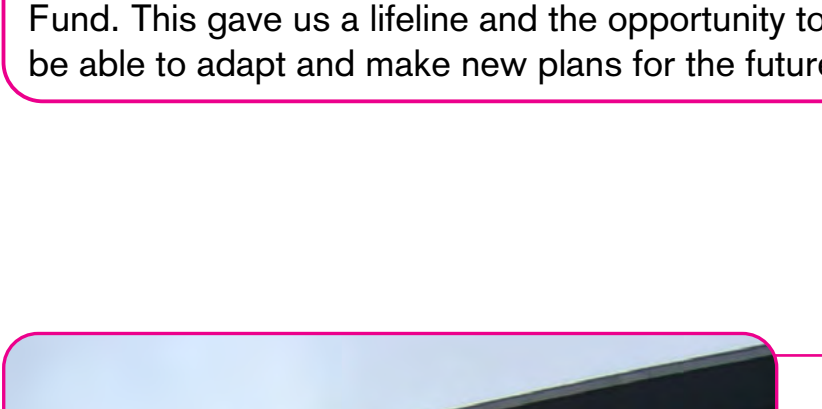 Fund. This gave us a lifeline and the opportunity to
be able to adapt and make new plans for the future